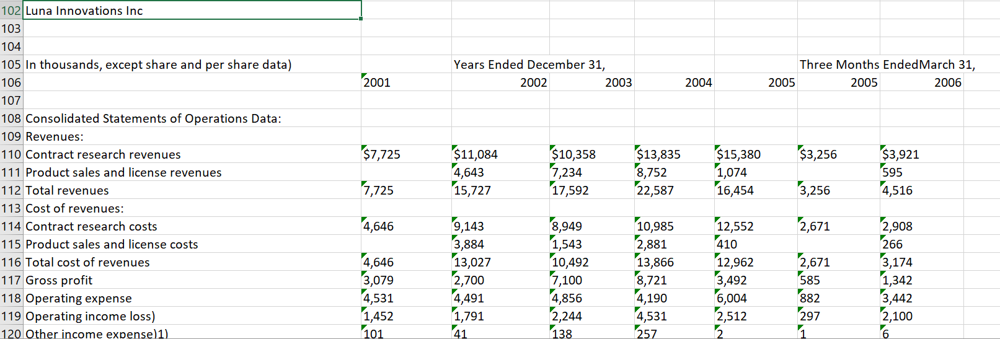 102 Luna Innovations Inc
103
104
105 In thousands, except share and per share data) Years Ended December 31, Three Months EndedMarch 31,
106 2001 2002 2003 2004 2005 2005 2006
107
108 Consolidated Statements of Operations Data:
109 Revenues:
110 Contract research revenues $7,725 $11,084 $10,358 $13,835 $15,380 $3,256 $3,921
111 Product sales and license revenues 4,643 7,234 8,752 1,074 595
112 Total revenues 7,725 15,727 17,592 22,587 16,454 3,256 4,516
113 Cost of revenues:
114 Contract research costs 4,646 9,143 8,949 10,985 12,552 2,671 2,908
115 Product sales and license costs 3,884 1,543 2,881 410 266
116 Total cost of revenues 4,646 13,027 10,492 13,866 12,962 2,671 3,174
117 Gross profit 3,079 2,700 7,100 8,721 3,492 585 1,342
118 Operating expense 4,531 4,491 4,856 4,190 6,004 882 3,442
119 Operating income loss) 1,452 1,791 2,244 4,531 2,512 297 2,100
120 Other income expense)1) 101 41 138 257 2 1 6